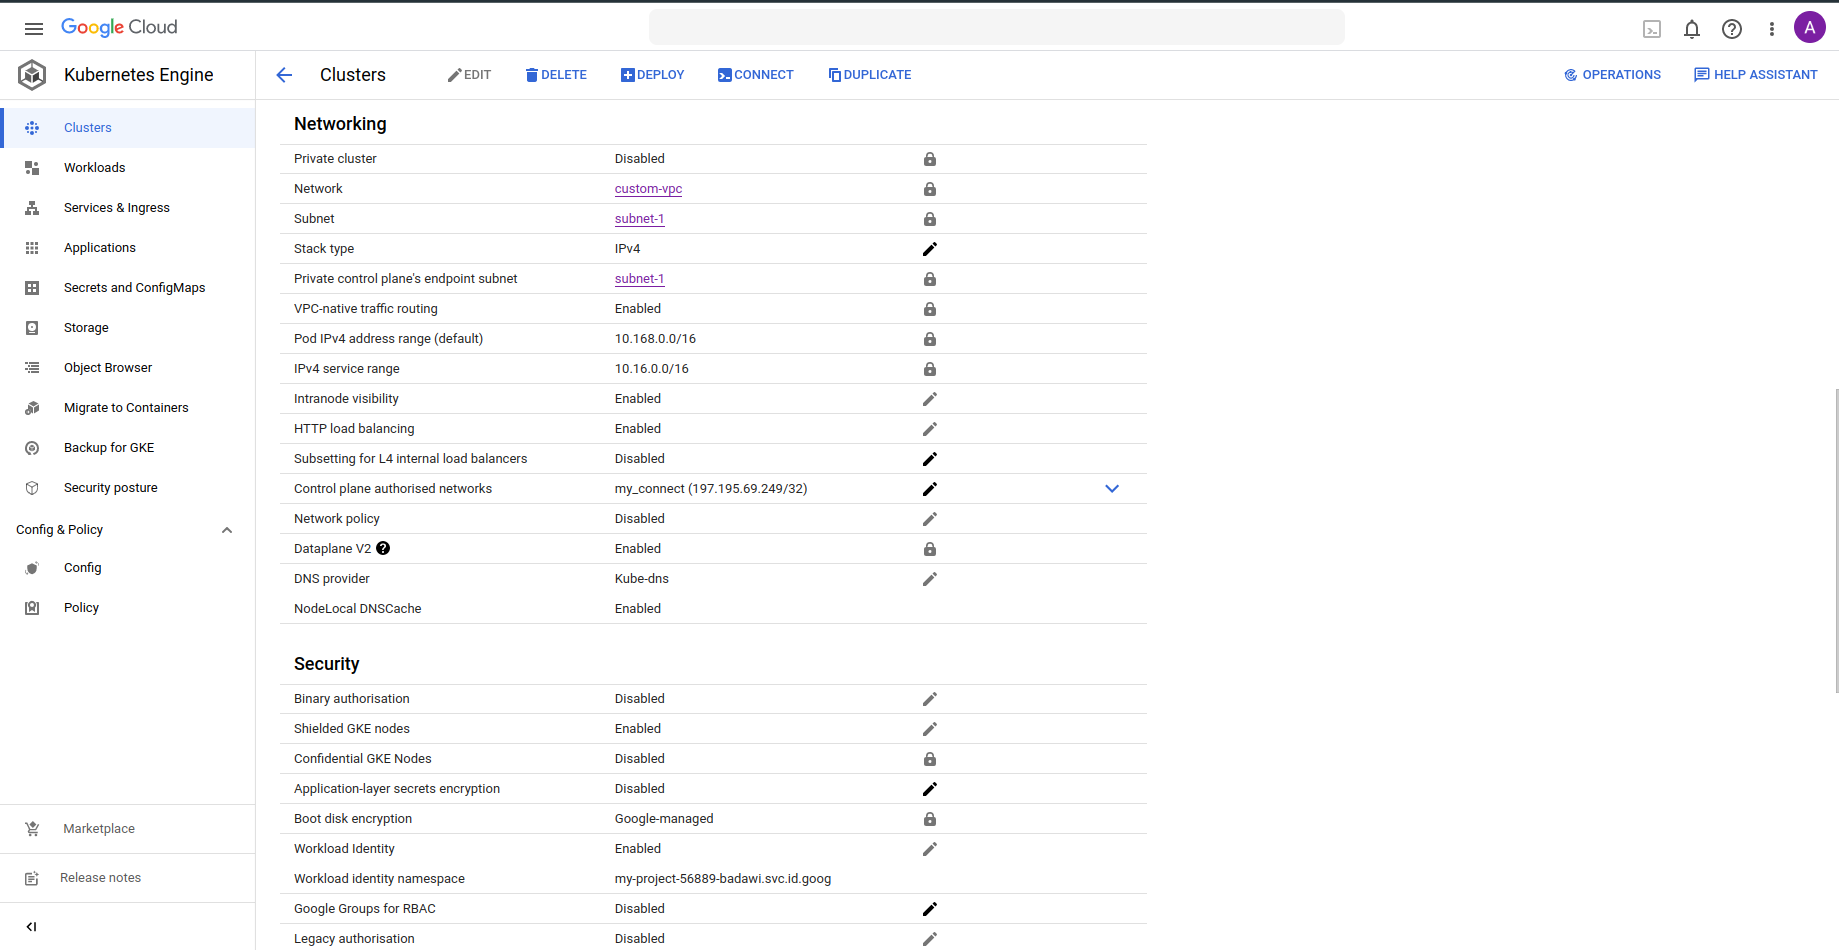 Google Cloud
A
Kubernetes Engine
Clusters
EDIT
DELETE
DEPLOY
CONNECT
DUPLICATE
OPERATIONS
HELP ASSISTANT
Clusters
Workloads
Services & Ingress
Applications
Secrets and ConfigMaps
Storage
Object Browser
Migrate to Containers
Backup for GKE
Security posture
Config & Policy
Config
Policy
Marketplace
Release notes
Networking
Private cluster Disabled
Network custom-vpc
Subnet subnet-1
Stack type IPv4
Private control plane's endpoint subnet subnet-1
VPC-native traffic routing Enabled
Pod IPv4 address range (default) 10.168.0.0/16
IPv4 service range 10.16.0.0/16
Intranode visibility Enabled
HTTP load balancing Enabled
Subsetting for L4 internal load balancers Disabled
Control plane authorised networks my_connect (197.195.69.249/32)
Network policy Disabled
Dataplane V2 ? Enabled
DNS provider Kube-dns
NodeLocal DNSCache Enabled
Security
Binary authorisation Disabled
Shielded GKE nodes Enabled
Confidential GKE Nodes Disabled
Application-layer secrets encryption Disabled
Boot disk encryption Google-managed
Workload Identity Enabled
Workload identity namespace my-project-56889-badawi.svc.id.goog
Google Groups for RBAC Disabled
Legacy authorisation Disabled